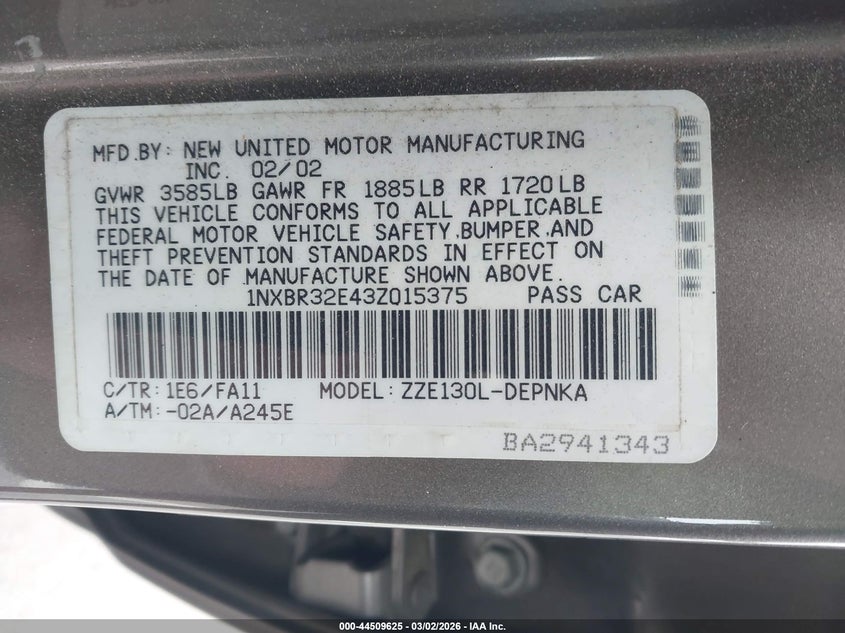 MFD.BY: NEW UNITED MOTOR MANUFACTURING
INC. 02/02
GVWR 3585LB GAWR FR 1885LB RR 1720LB
THIS VEHICLE CONFORMS TO ALL APPLICABLE
FEDERAL MOTOR VEHICLE SAFETY.BUMPER.AND
THEFT PREVENTION STANDARDS IN EFFECT ON
THE DATE OF MANUFACTURE SHOWN ABOVE.
1NXBR32E43Z015375 PASS CAR
C/TR: 1E6/FA11 MODEL: ZZE130L-DEPNKA
A/TM:-02A/A245E
BA2941343
000-44509625 - 03/02/2026 - IAA Inc.